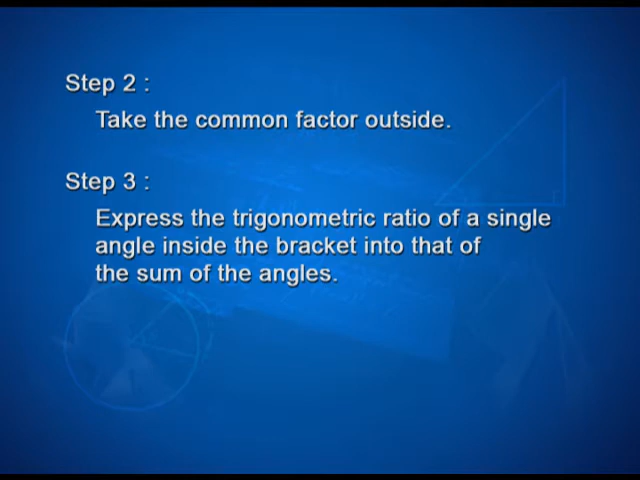 Step 2 :
Take the common factor outside.
Step 3 :
Express the trigonometric ratio of a single
angle inside the bracket into that of
the sum of the angles.